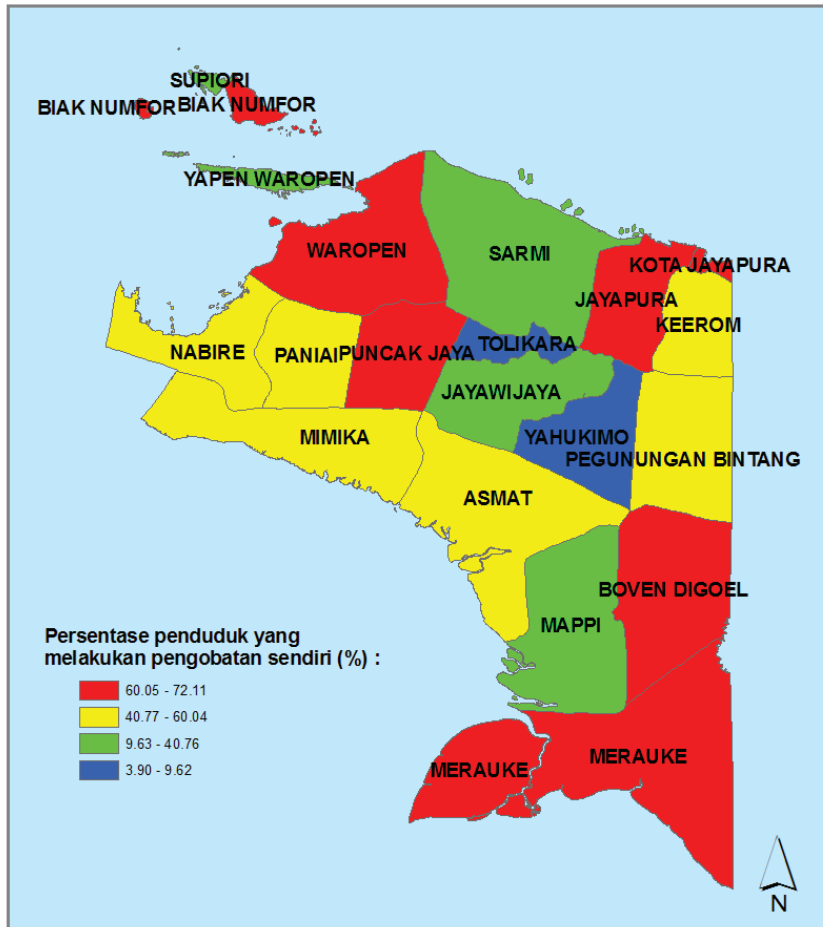 SUPIORI
BIAK NUMFOR
BIAK NUMFOR
YAPEN WAROPEN
WAROPEN
SARMI
KOTA JAYAPURA
JAYAPURA
KEEROM
NABIRE
PANIAI
PUNCAK JAYA
TOLIKARA
JAYAWIJAYA
MIMIKA
YAHUKIMO
PEGUNUNGAN BINTANG
ASMAT
BOVEN DIGOEL
MAPPI
MERAUKE
MERAUKE
Persentase penduduk yang
melakukan pengobatan sendiri (%) :
60.05 - 72.11
40.77 - 60.04
9.63 - 40.76
3.90 - 9.62
N